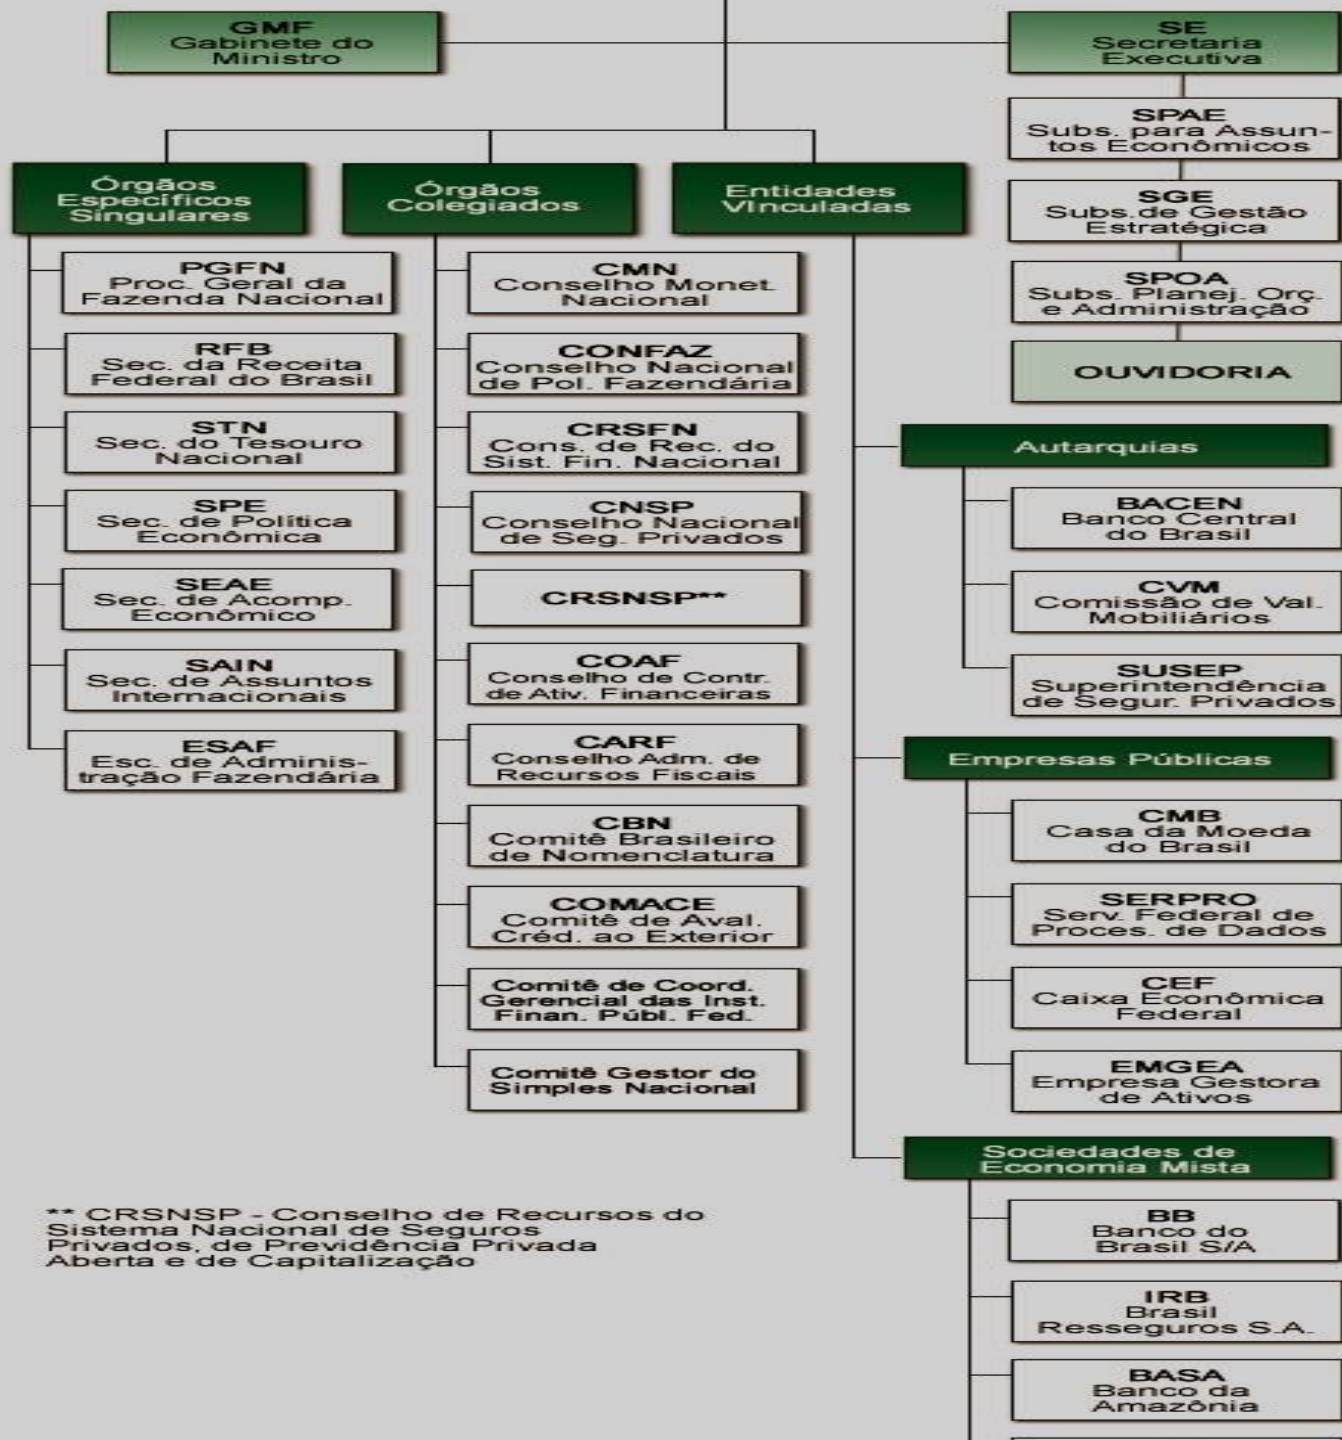 GMF
Gabinete do
Ministro
SE
Secretaria
Executiva
SPAE
Subs. para Assun-
tos Econômicos
SGE
Subs.de Gestão
Estratégica
SPOA
Subs. Planej. Orç.
e Administração
OUVIDORIA
Órgãos
Específicos
Singulares
PGFN
Proc. Geral da
Fazenda Nacional
RFB
Sec. da Receita
Federal do Brasil
STN
Sec. do Tesouro
Nacional
SPE
Sec. de Política
Econômica
SEAE
Sec. de Acomp.
Econômico
SAIN
Sec. de Assuntos
Internacionais
ESAF
Esc. de Adminis-
tração Fazendária
Órgãos
Colegiados
CMN
Conselho Monet.
Nacional
CONFAZ
Conselho Nacional
de Pol. Fazendária
CRSFN
Cons. de Rec. do
Sist. Fin. Nacional
CNSP
Conselho Nacional
de Seg. Privados
CRSNSP**
COAF
Conselho de Contr.
de Ativ. Financeiras
CARF
Conselho Adm. de
Recursos Fiscais
CBN
Comitê Brasileiro
de Nomenclatura
COMACE
Comitê de Aval.
Créd. ao Exterior
Comitê de Coord.
Gerencial das Inst.
Finan. Públ. Fed.
Comitê Gestor do
Simples Nacional
Entidades
VInculadas
Autarquias
BACEN
Banco Central
do Brasil
CVM
Comissão de Val.
Mobiliários
SUSEP
Superintendência
de Segur. Privados
Empresas Públicas
CMB
Casa da Moeda
do Brasil
SERPRO
Serv. Federal de
Proces. de Dados
CEF
Caixa Econômica
Federal
EMGEA
Empresa Gestora
de Ativos
Sociedades de
Economia Mista
BB
Banco do
Brasil S/A
IRB
Brasil
Resseguros S.A.
BASA
Banco da
Amazônia
** CRSNSP - Conselho de Recursos do
Sistema Nacional de Seguros
Privados, de Previdência Privada
Aberta e de Capitalização